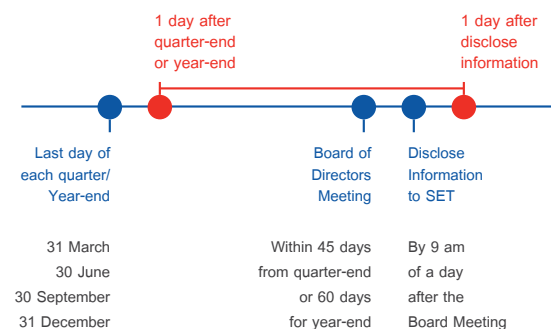 1 day after
quarter-end
or year-end
1 day after
disclose
information
Last day of
each quarter/
Year-end
Board of
Directors
Meeting
Disclose
Information
to SET
31 March
30 June
30 September
31 December
Within 45 days
from quarter-end
or 60 days
for year-end
By 9 am
of a day
after the
Board Meeting